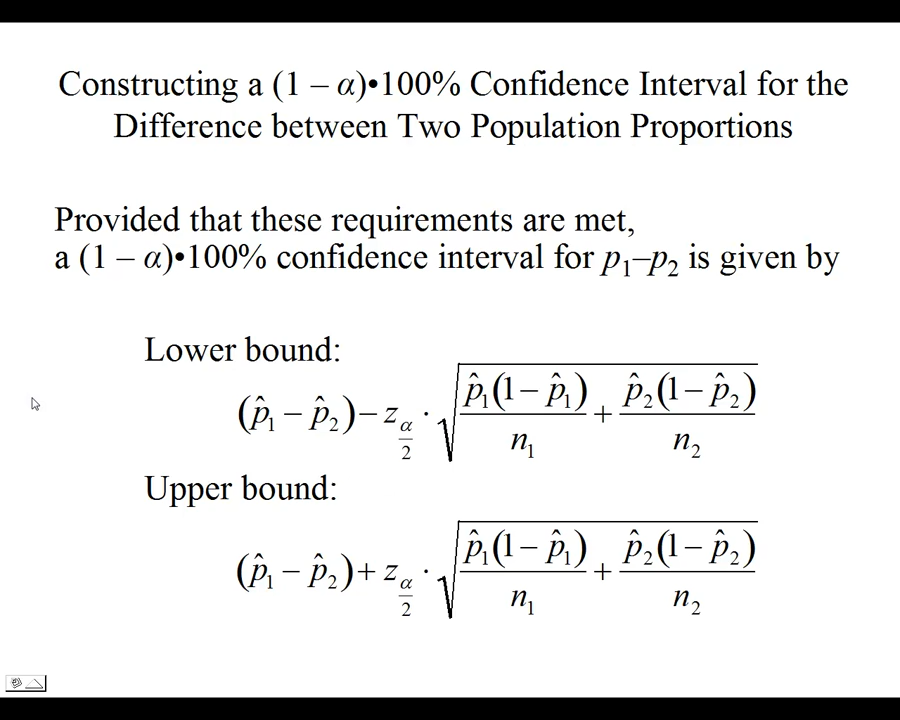 Constructing a (1 – α)•100% Confidence Interval for the
Difference between Two Population Proportions
Provided that these requirements are met,
a (1 – α)•100% confidence interval for p₁–p₂ is given by
Lower bound:
(p̂₁ − p̂₂) − z_{α/2} · √(p̂₁(1 − p̂₁)/n₁ + p̂₂(1 − p̂₂)/n₂)
Upper bound:
(p̂₁ − p̂₂) + z_{α/2} · √(p̂₁(1 − p̂₁)/n₁ + p̂₂(1 − p̂₂)/n₂)